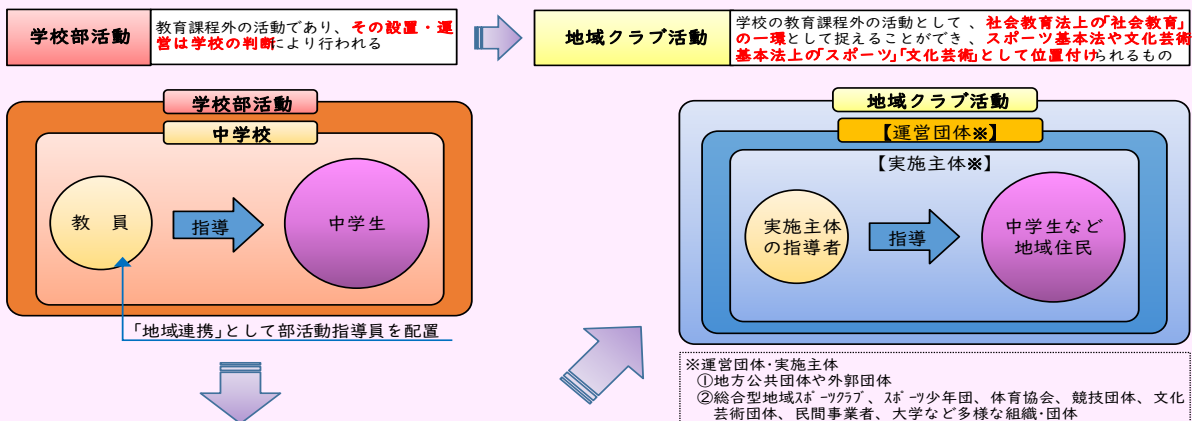 学校部活動
教育課程外の活動であり、その設置・運
営は学校の判断により行われる
地域クラブ活動
学校の教育課程外の活動として、社会教育法上の「社会教育」
の一環として捉えることができ、スポーツ基本法や文化芸術
基本法上の「スポーツ」「文化芸術」として位置付けられるもの
学校部活動
中学校
教 員
指導
中学生
「地域連携」として部活動指導員を配置
地域クラブ活動
【運営団体※】
【実施主体※】
実施主体
の指導者
指導
中学生など
地域住民
※運営団体・実施主体
①地方公共団体や外郭団体
②総合型地域ｽﾎﾟｰﾂｸﾗﾌﾞ、ｽﾎﾟｰﾂ少年団、体育協会、競技団体、文化
芸術団体、民間事業者、大学など多様な組織・団体